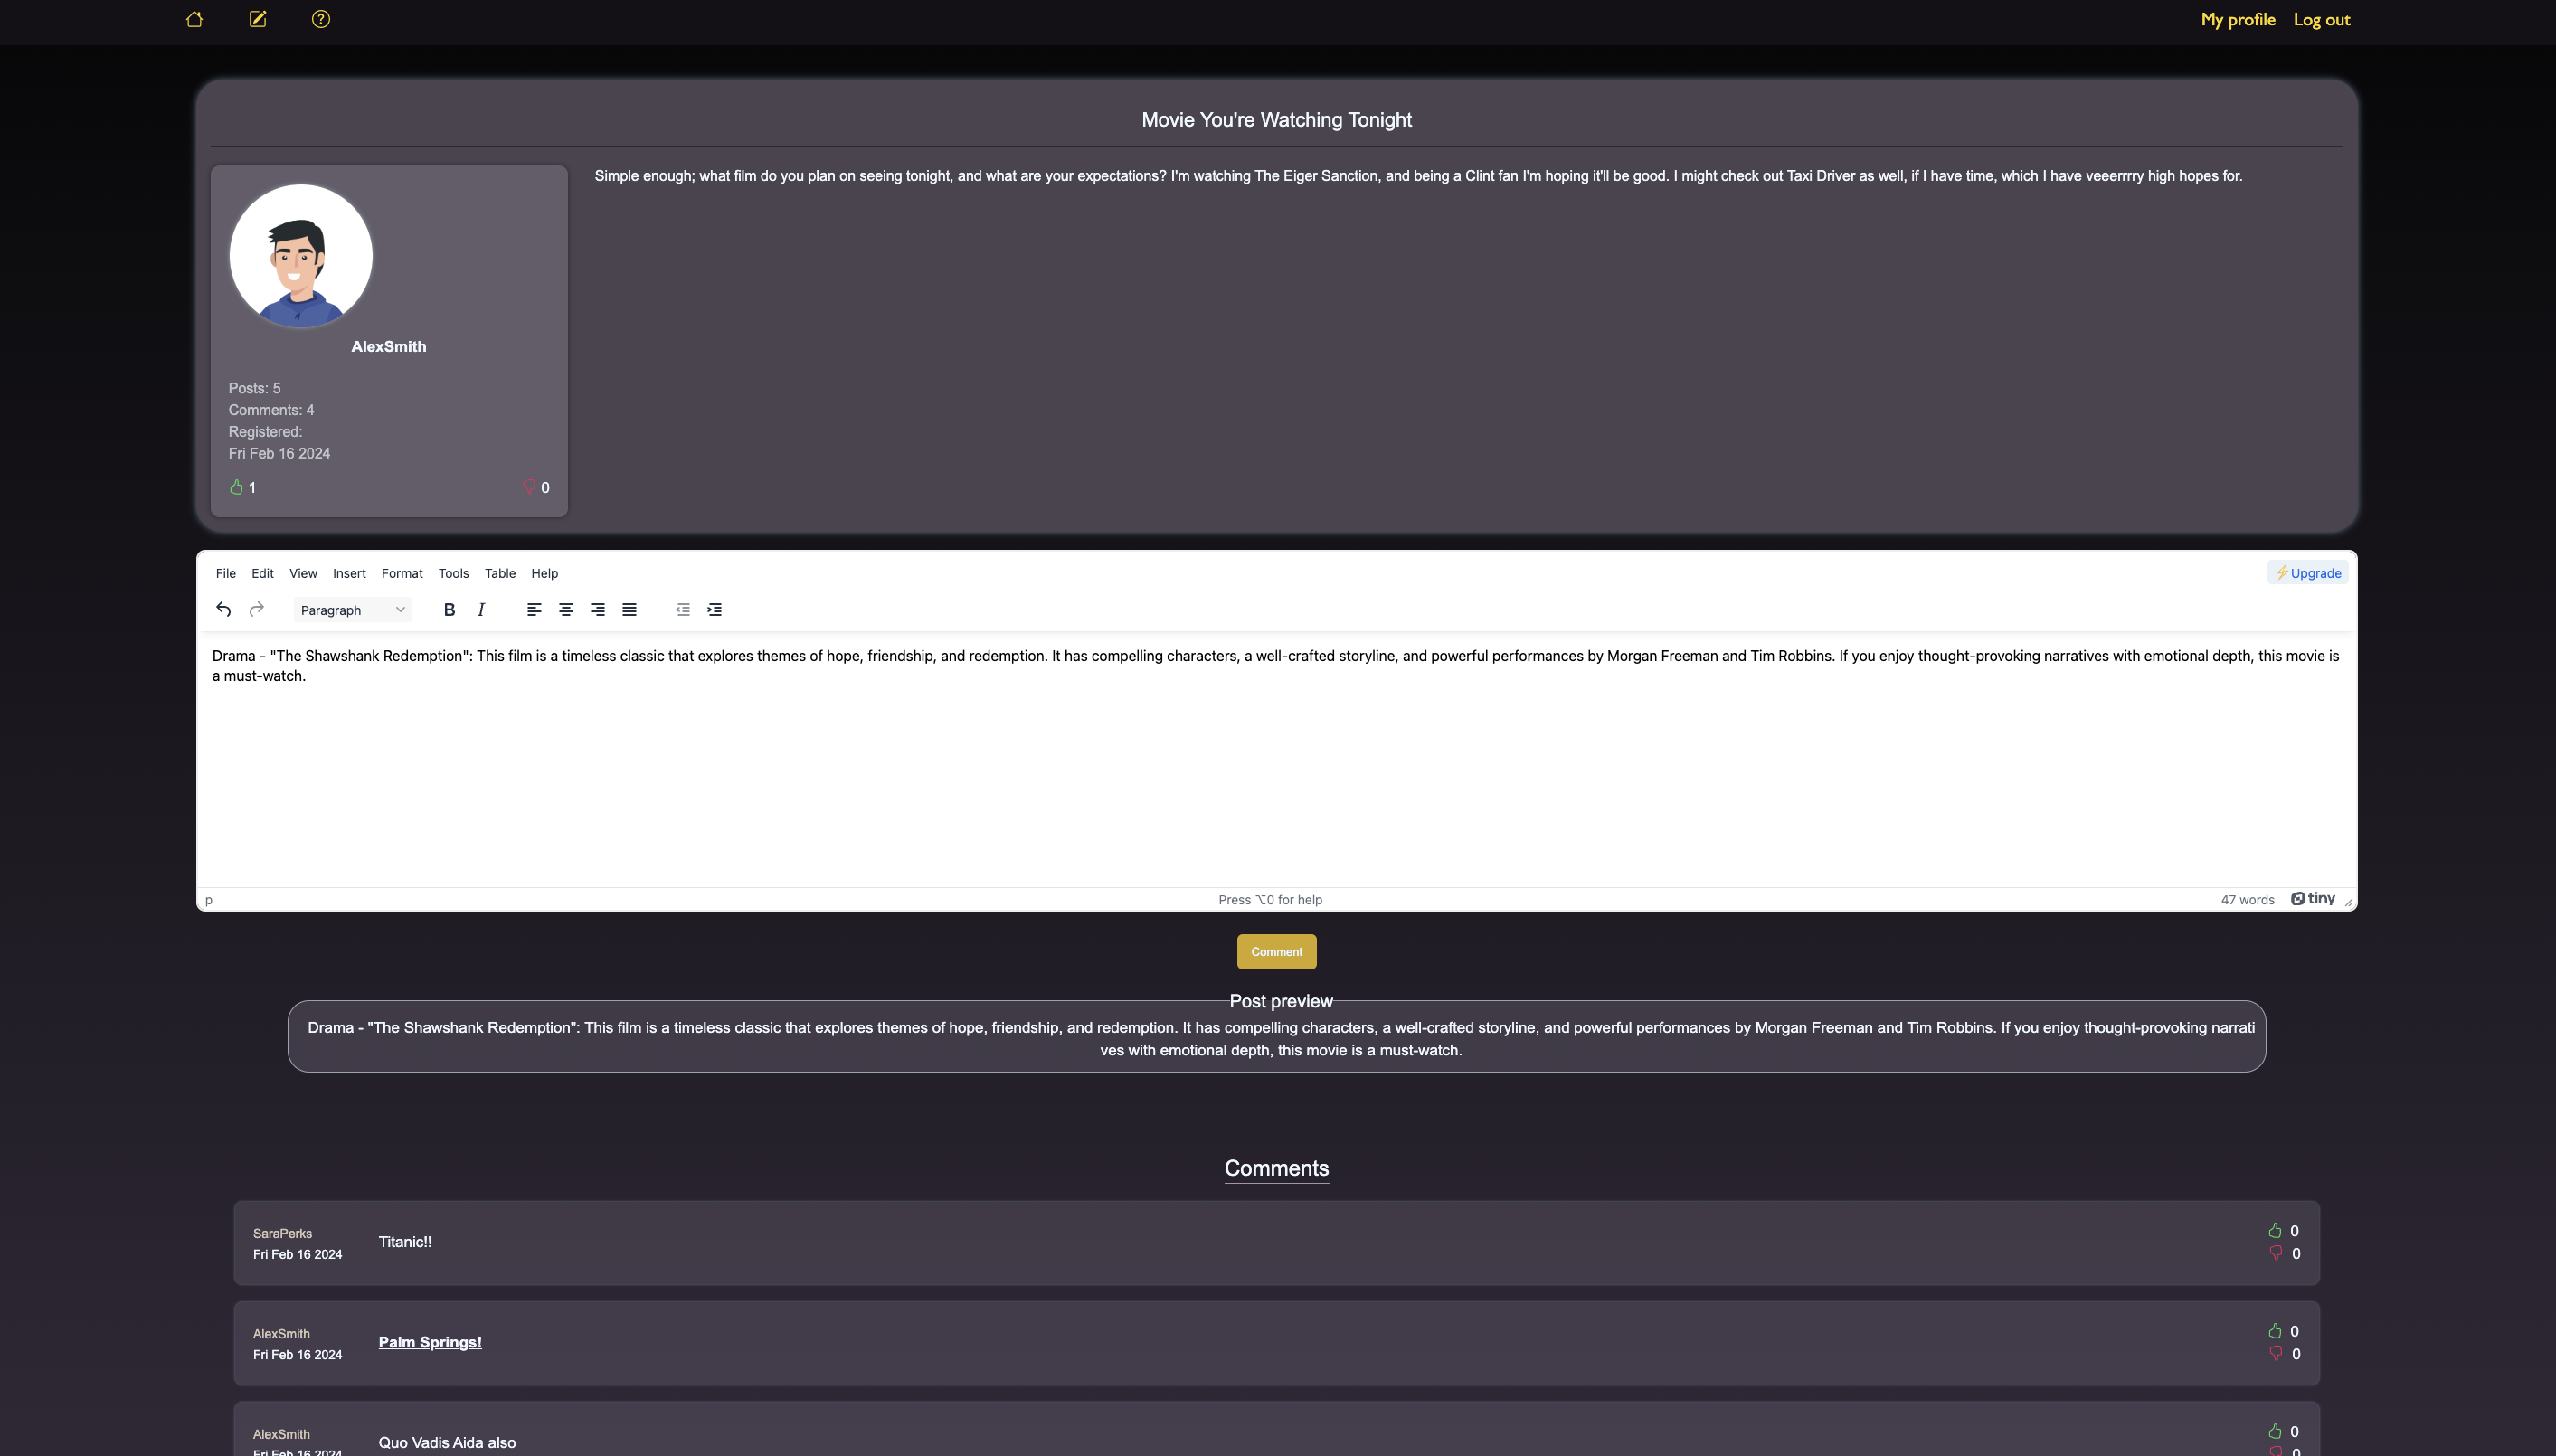 My profile Log out
Movie You're Watching Tonight
Simple enough; what film do you plan on seeing tonight, and what are your expectations? I'm watching The Eiger Sanction, and being a Clint fan I'm hoping it'll be good. I might check out Taxi Driver as well, if I have time, which I have veeerrrry high hopes for.
AlexSmith
Posts: 5
Comments: 4
Registered:
Fri Feb 16 2024
1 0
File Edit View Insert Format Tools Table Help ⚡Upgrade
Paragraph B I
Drama - "The Shawshank Redemption": This film is a timeless classic that explores themes of hope, friendship, and redemption. It has compelling characters, a well-crafted storyline, and powerful performances by Morgan Freeman and Tim Robbins. If you enjoy thought-provoking narratives with emotional depth, this movie is
a must-watch.
p Press ⌥0 for help 47 words tiny
Comment
Post preview
Drama - "The Shawshank Redemption": This film is a timeless classic that explores themes of hope, friendship, and redemption. It has compelling characters, a well-crafted storyline, and powerful performances by Morgan Freeman and Tim Robbins. If you enjoy thought-provoking narrati
ves with emotional depth, this movie is a must-watch.
Comments
SaraPerks
Fri Feb 16 2024
Titanic!!
0
0
AlexSmith
Fri Feb 16 2024
Palm Springs!
0
0
AlexSmith
Fri Feb 16 2024
Quo Vadis Aida also
0
0